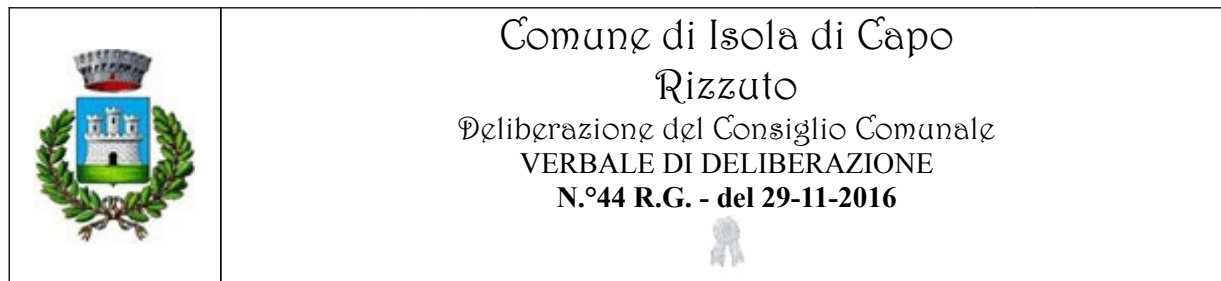 Comune di Isola di Capo
Rizzuto
Deliberazione del Consiglio Comunale
VERBALE DI DELIBERAZIONE
N.°44 R.G. - del 29-11-2016